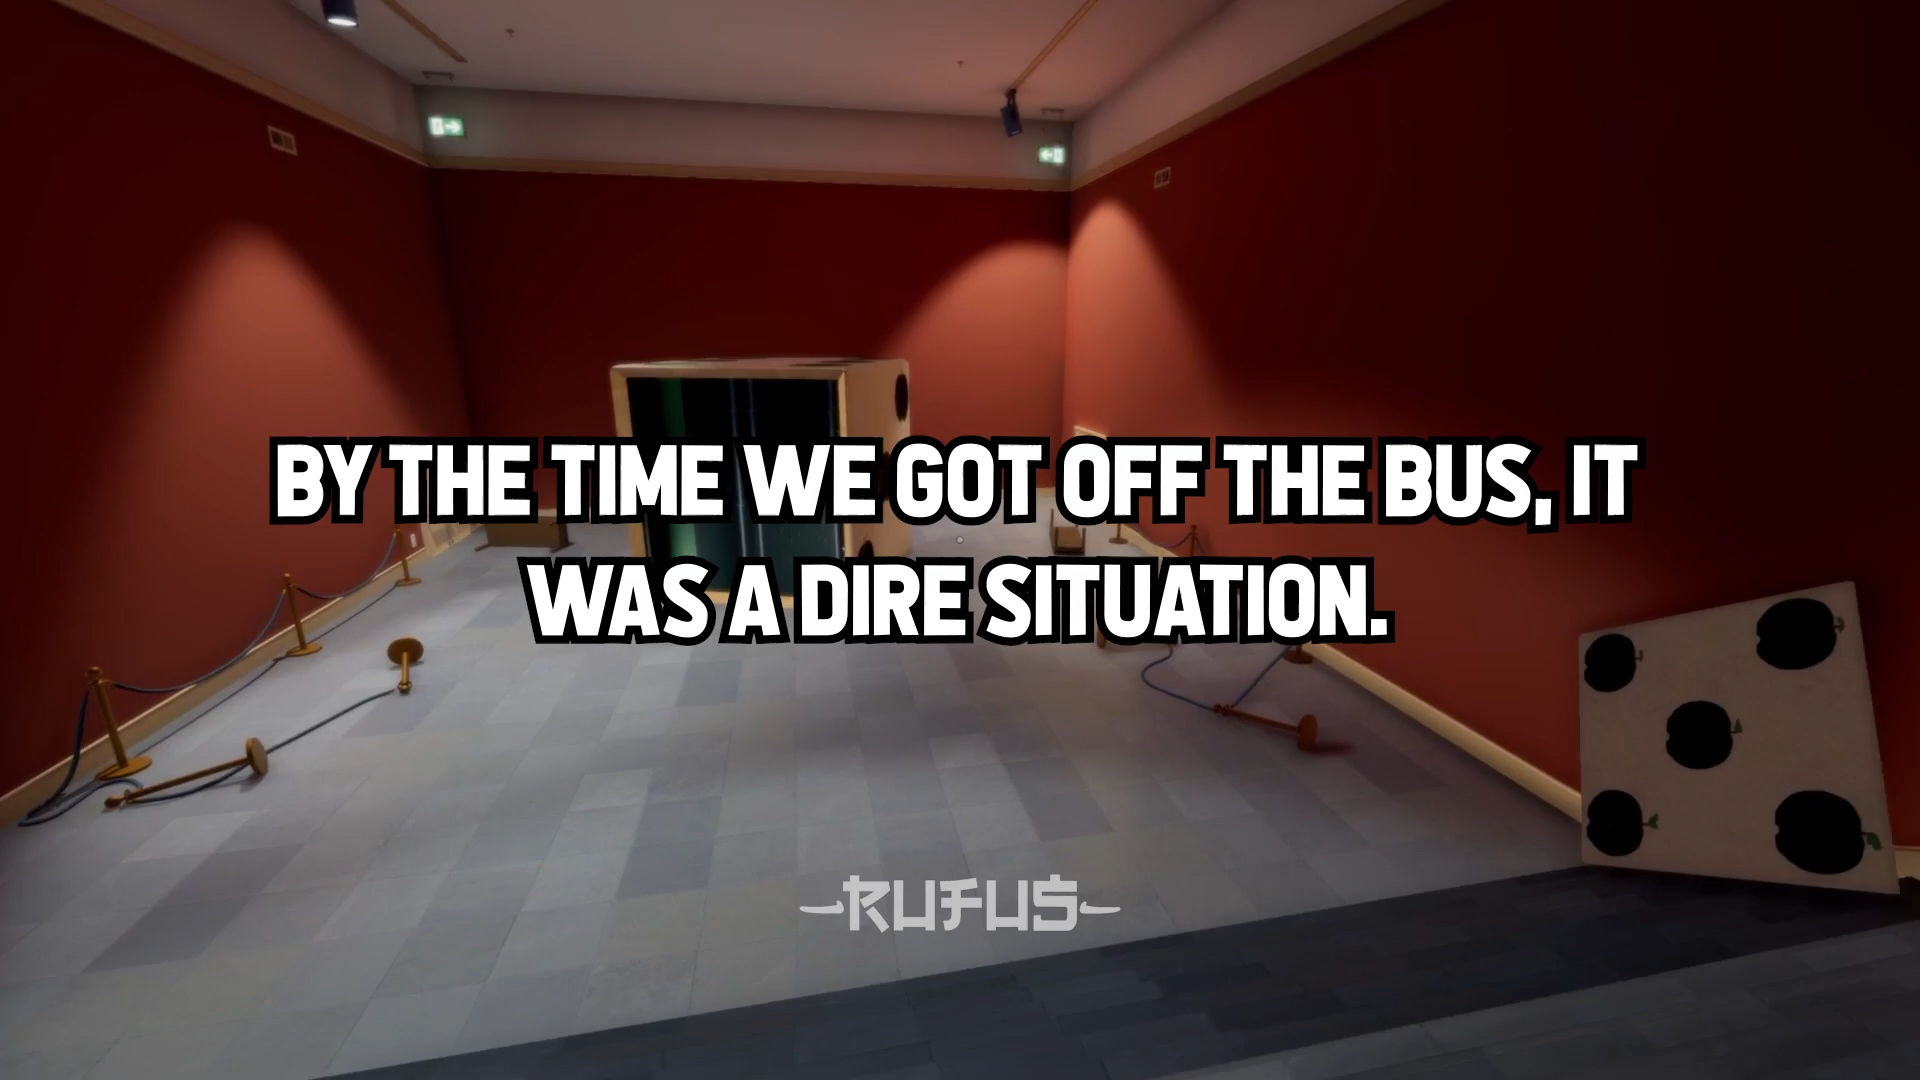 BY THE TIME WE GOT OFF THE BUS, IT
WAS A DIRE SITUATION.
RUFUS